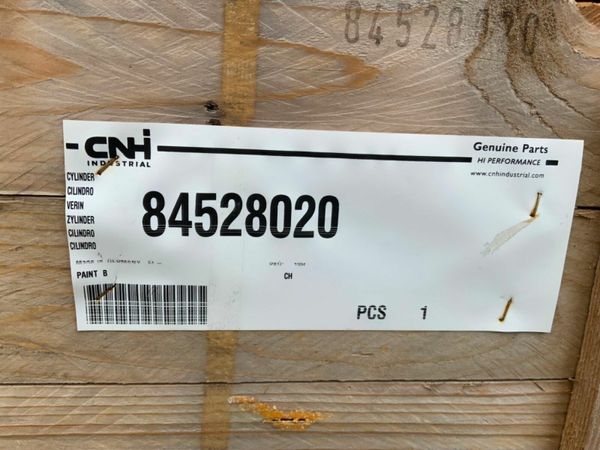 84528020
CNH
INDUSTRIAL
Genuine Parts
HI PERFORMANCE
www.cnhindustrial.com
CYLINDER
CILINDRO
VERIN
ZYLINDER
CILINDRO
CILINDRO
84528020
PAINT B
CH
PCS 1